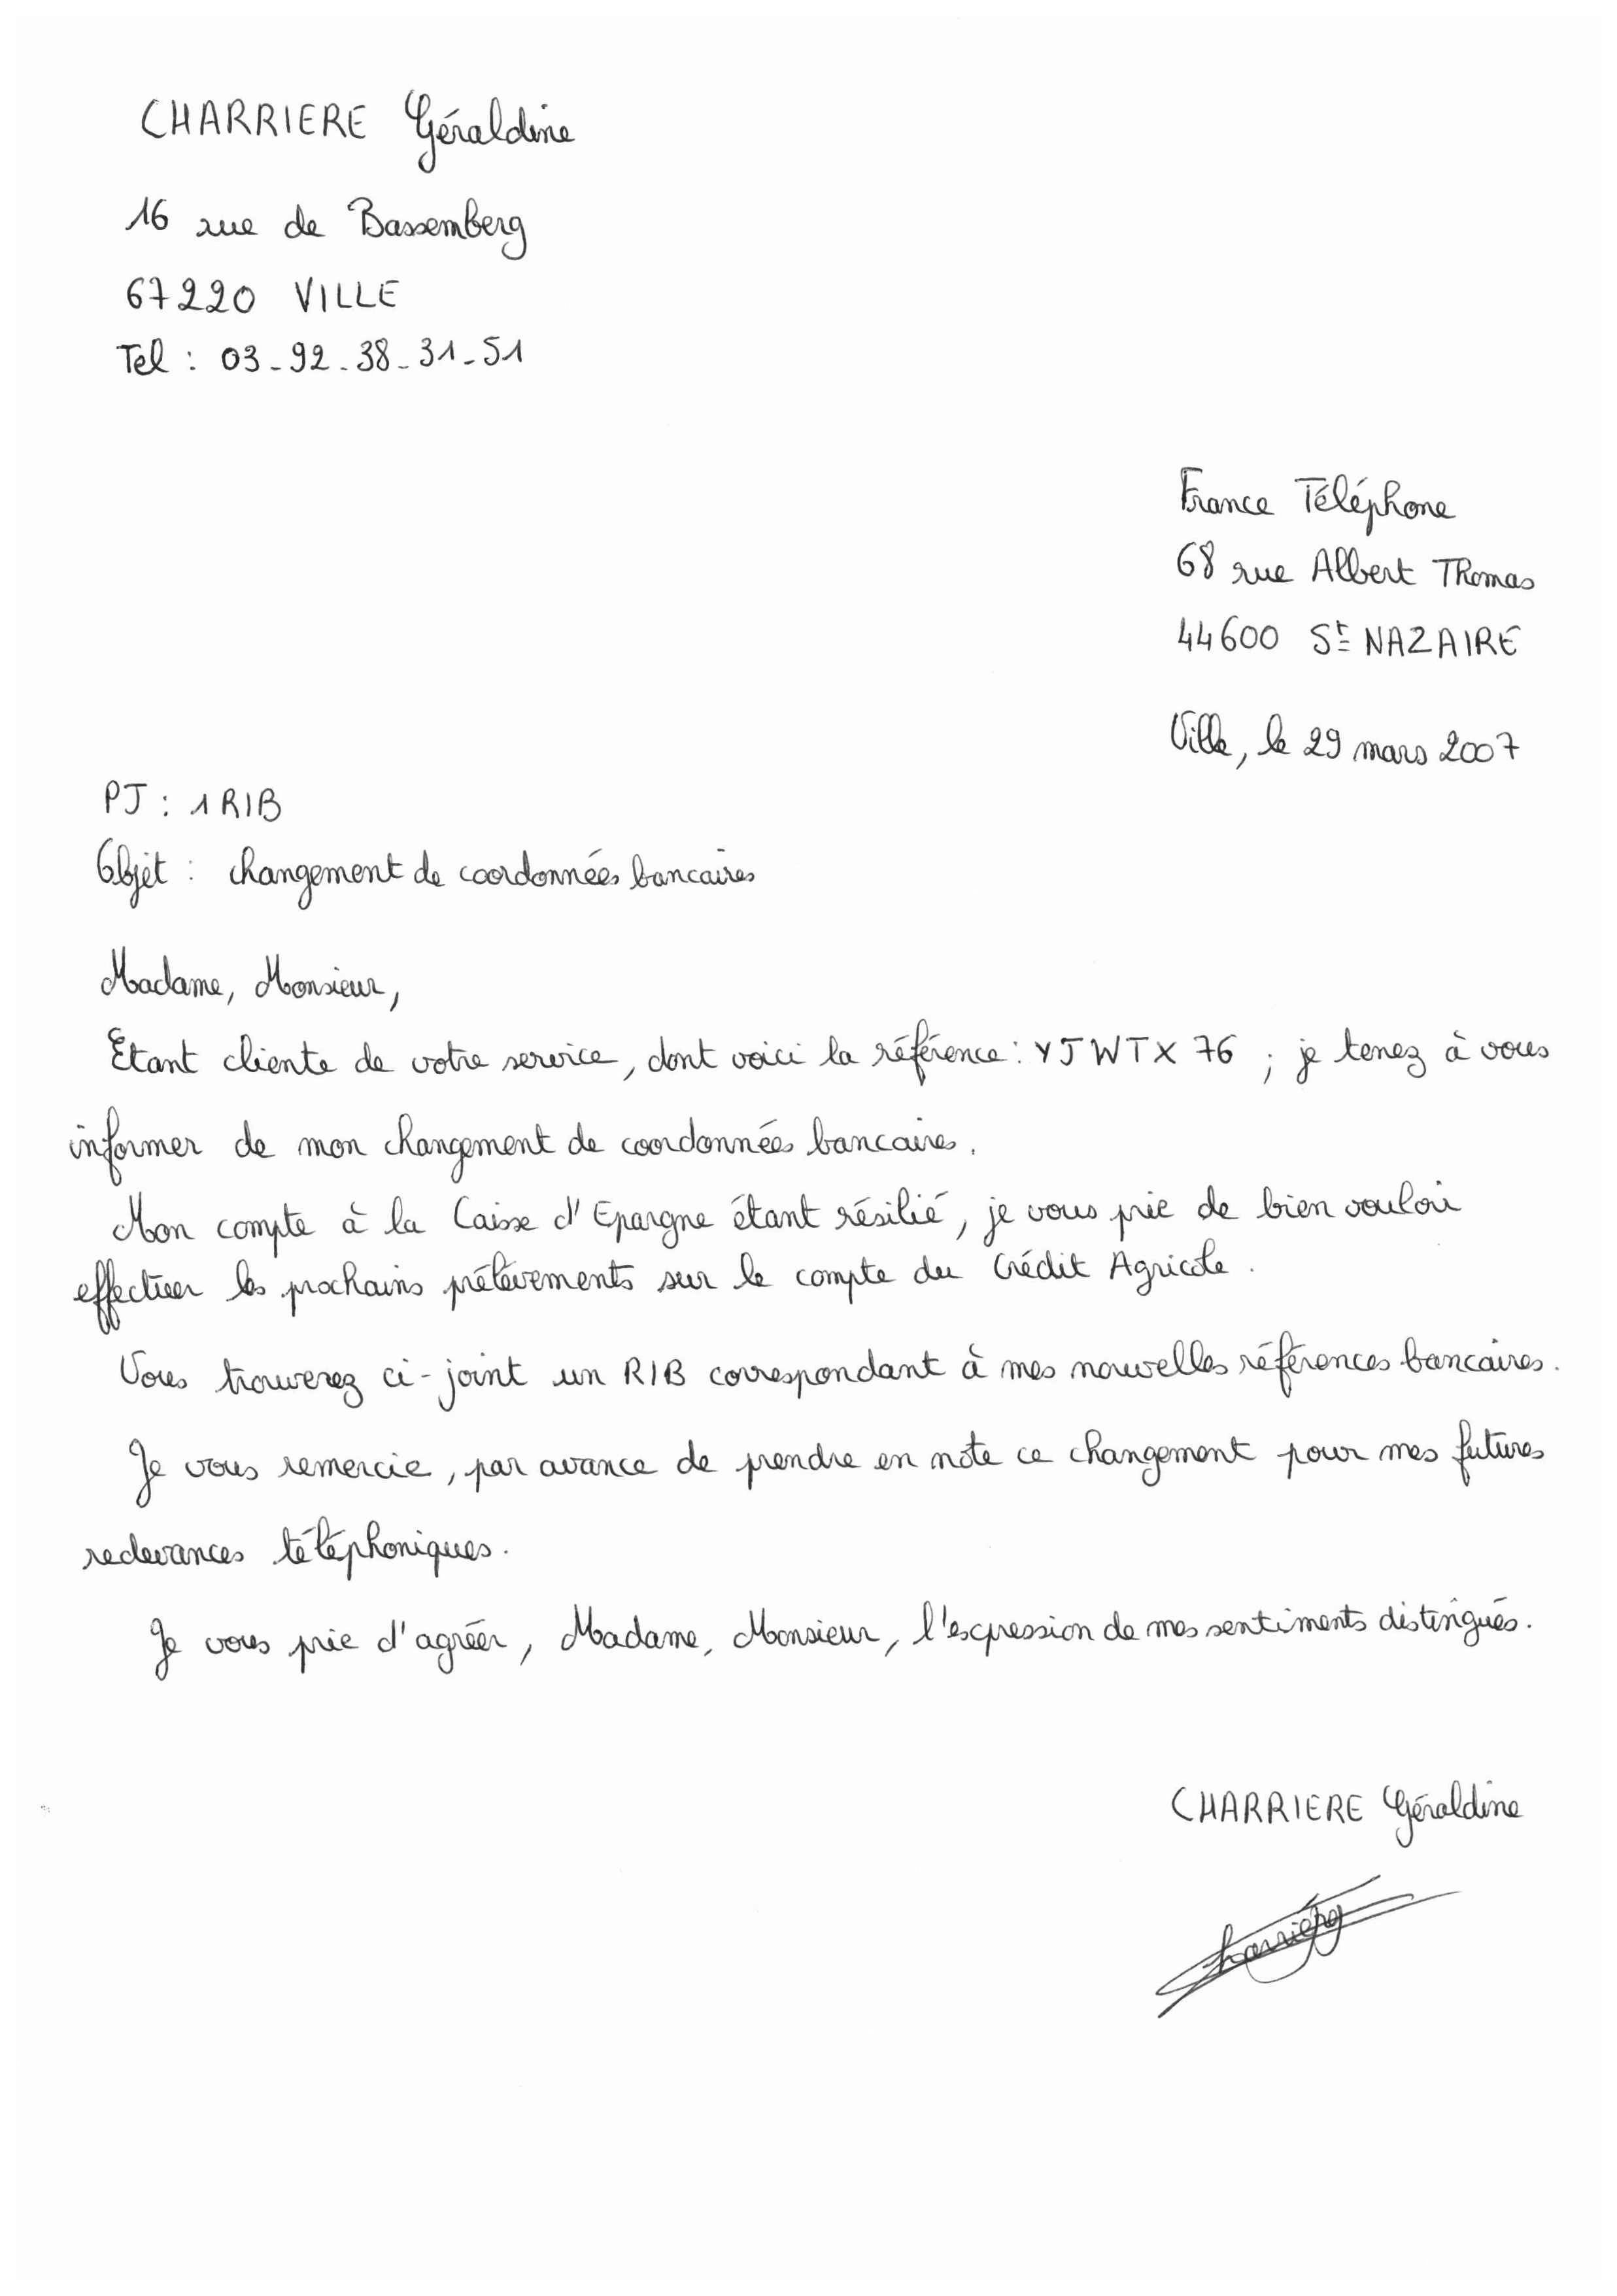 CHARRIERE Géraldine
16 rue de Bassemberg
67220 VILLE
Tel : 03-92-38-31-51
France Téléphone
68 rue Albert Thomas
44600 St NAZAIRE
Ville, le 29 mars 2007
PJ : 1 RIB
Objet : changement de coordonnées bancaires
Madame, Monsieur,
Etant cliente de votre service, dont voici la référence : YJWTX 76 ; je tenez à vous
informer de mon changement de coordonnées bancaires.
Mon compte à la Caisse d'Epargne étant résilié, je vous prie de bien vouloir
effectuer les prochains prélèvements sur le compte du Crédit Agricole.
Vous trouverez ci-joint un RIB correspondant à mes nouvelles références bancaires.
Je vous remercie, par avance de prendre en note ce changement pour mes futures
redevances téléphoniques.
Je vous prie d'agréer, Madame, Monsieur, l'expression de mes sentiments distingués.
CHARRIERE Géraldine